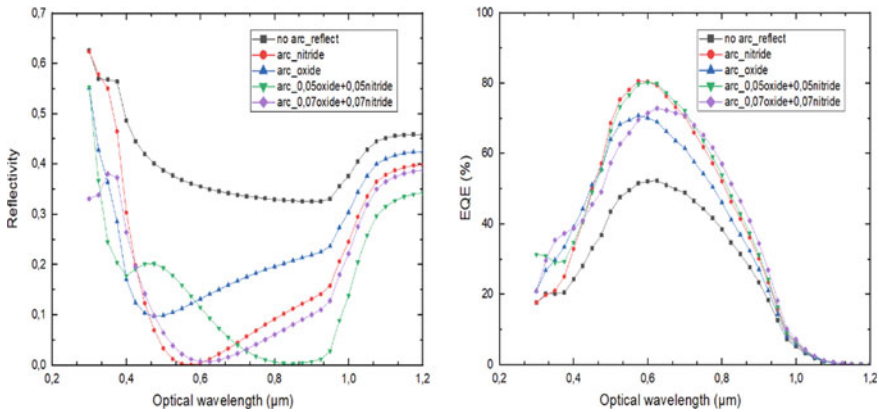 0,7
0,6
0,5
0,4
0,3
0,2
0,1
0,0
Reflectivity
0,2
0,4
0,6
0,8
1,0
1,2
Optical wavelength (µm)
no arc_reflect
arc_nitride
arc_oxide
arc_0,05oxide+0,05nitride
arc_0,07oxide+0,07nitride
100
80
60
40
20
0
EQE (%)
0,2
0,4
0,6
0,8
1,0
1,2
Optical wavelength (µm)
no arc_reflect
arc_nitride
arc_oxide
arc_0,05oxide+0,05nitride
arc_0,07oxide+0,07nitride